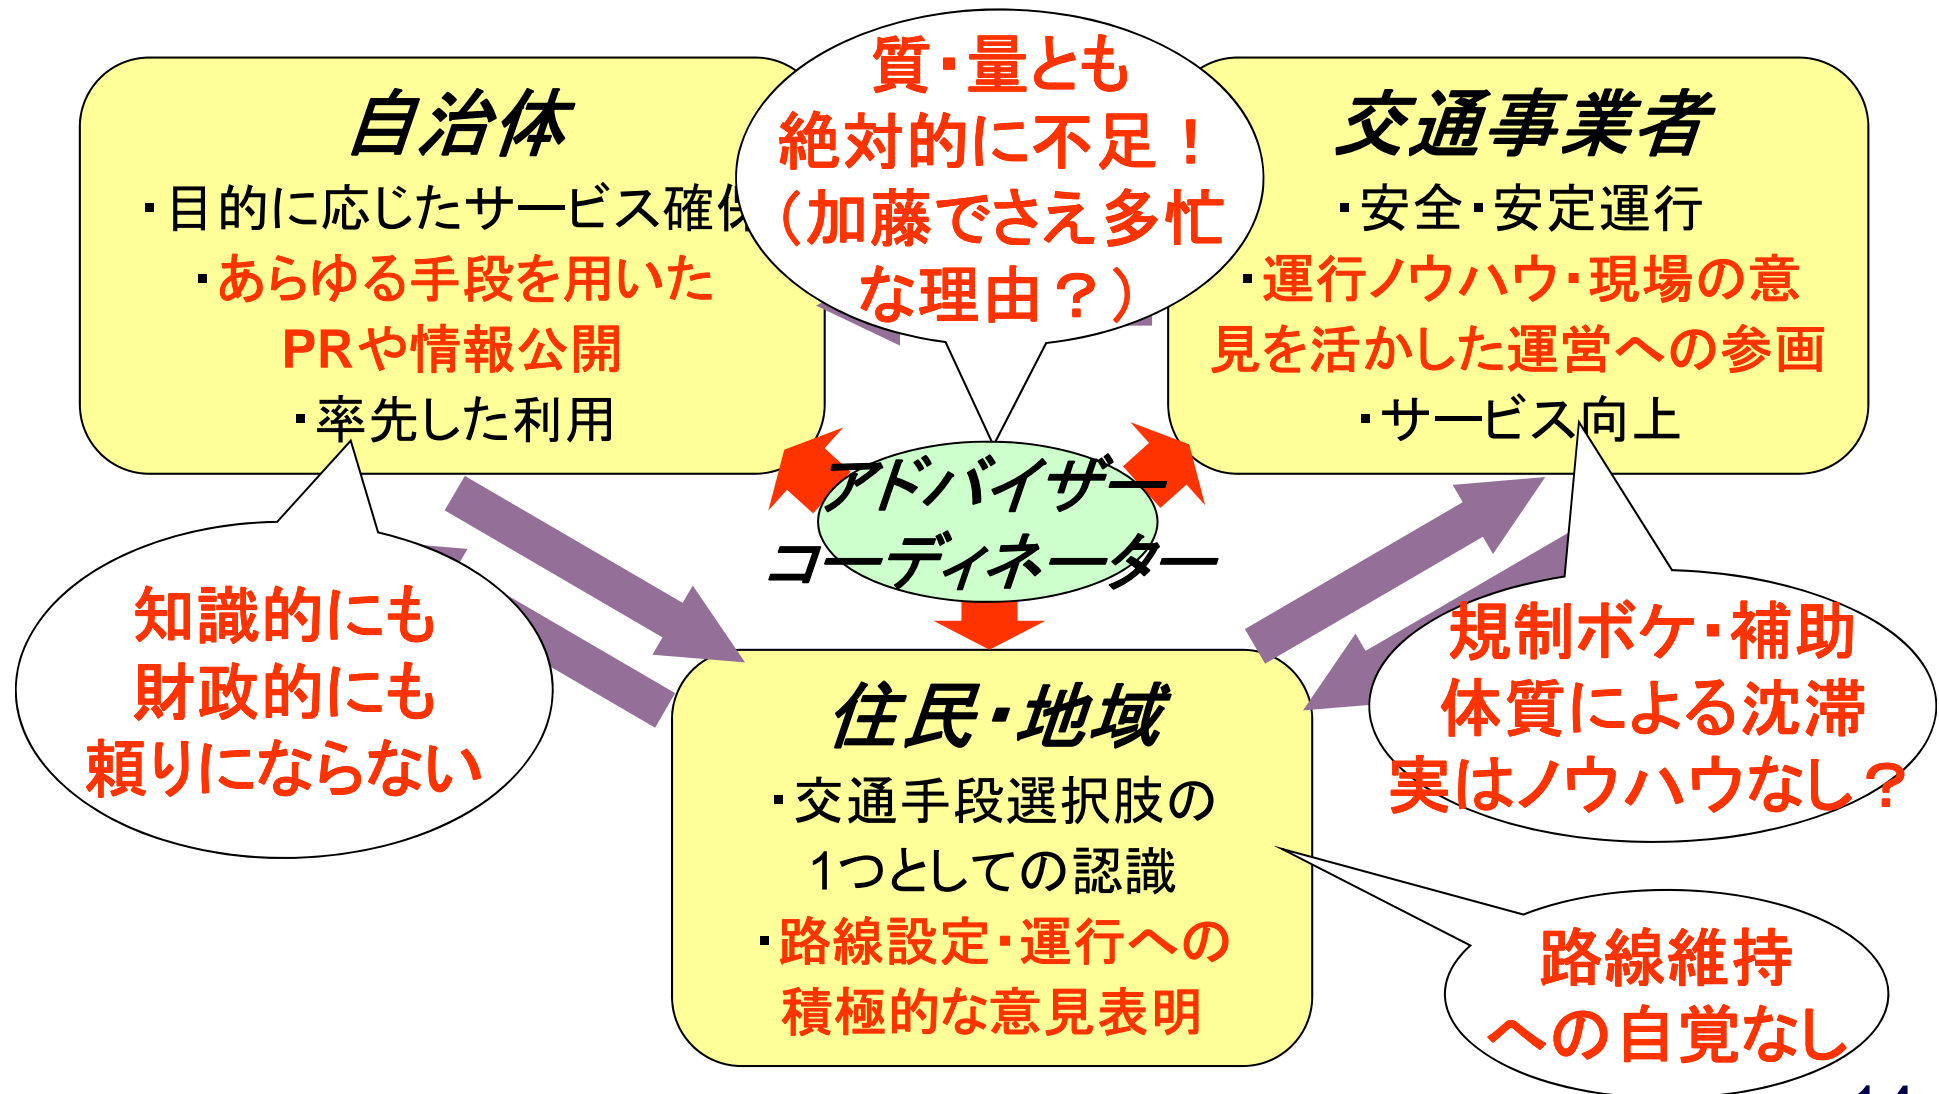 質・量とも
絶対的に不足！
（加藤でさえ多忙
な理由？）
自治体
・目的に応じたサービス確保
・あらゆる手段を用いた
PRや情報公開
・率先した利用
交通事業者
・安全・安定運行
・運行ノウハウ・現場の意
見を活かした運営への参画
・サービス向上
アドバイザー
コーディネーター
知識的にも
財政的にも
頼りにならない
規制ボケ・補助
体質による沈滞
実はノウハウなし？
住民・地域
・交通手段選択肢の
1つとしての認識
・路線設定・運行への
積極的な意見表明
路線維持
への自覚なし